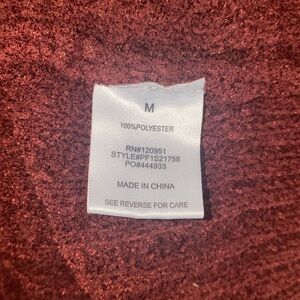 M
100%POLYESTER
RN#120951
STYLE#PF1S21758
PO#444933
MADE IN CHINA
SEE REVERSE FOR CARE